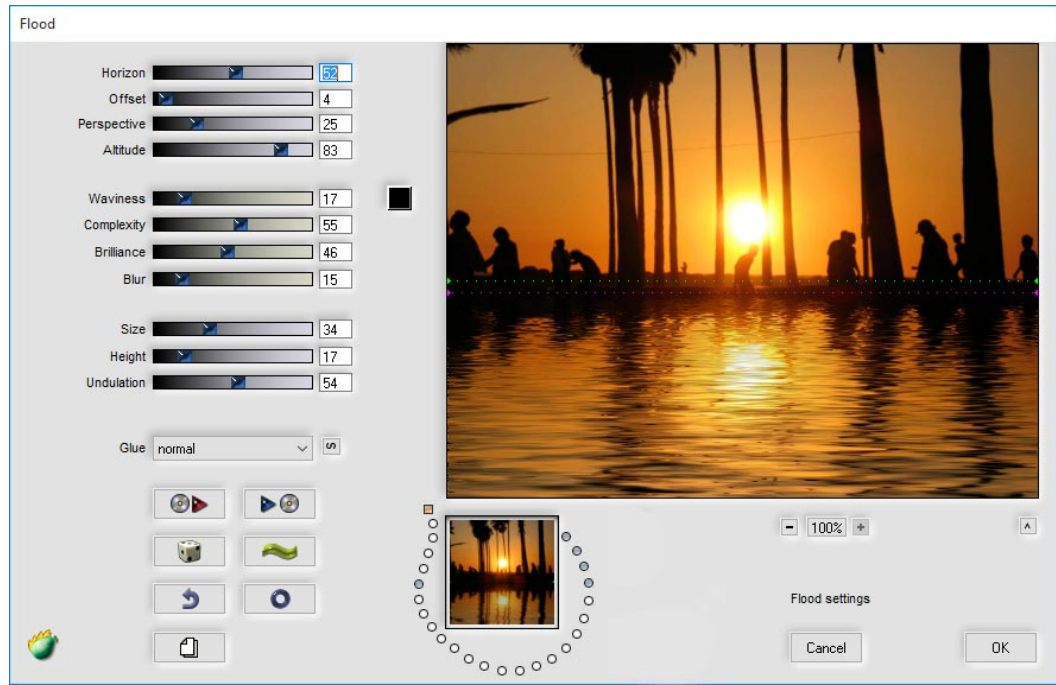 Flood
Horizon 52
Offset 4
Perspective 25
Altitude 83
Waviness 17
Complexity 55
Brilliance 46
Blur 15
Size 34
Height 17
Undulation 54
Glue normal S
- 100% + ^
Flood settings
Cancel OK